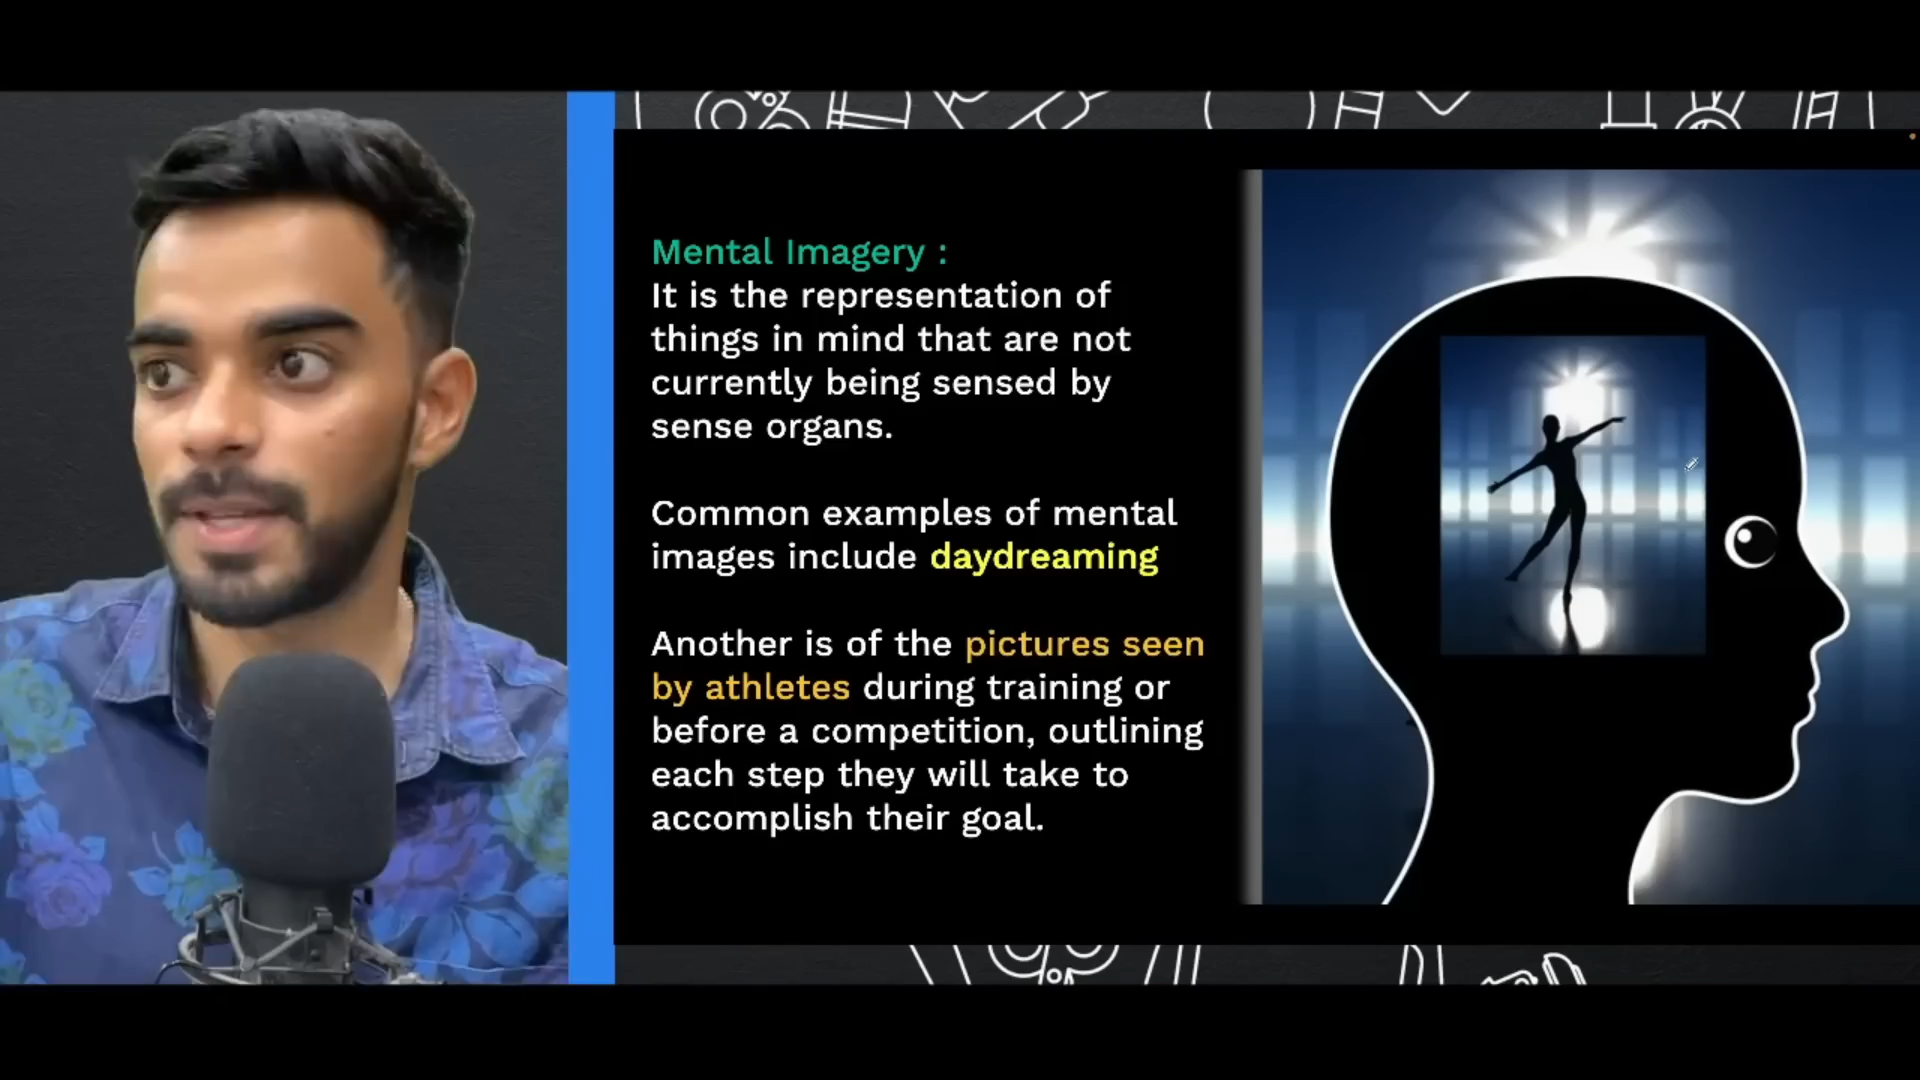 Mental Imagery :
It is the representation of
things in mind that are not
currently being sensed by
sense organs.
Common examples of mental
images include daydreaming
Another is of the pictures seen
by athletes during training or
before a competition, outlining
each step they will take to
accomplish their goal.